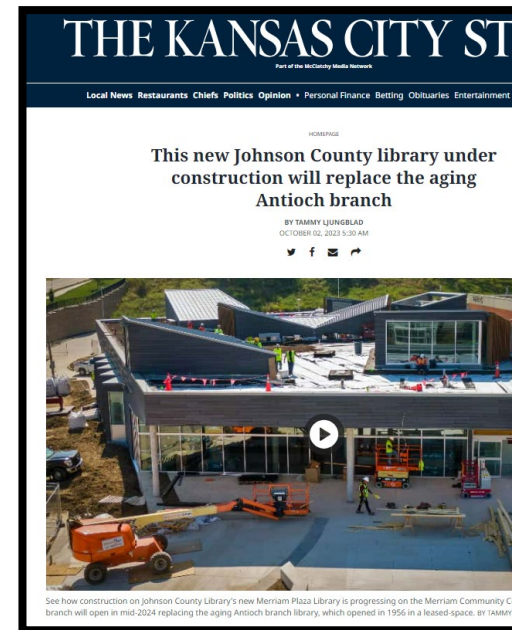 THE KANSAS CITY ST
Part of the McClatchy Media Network
Local News Restaurants Chiefs Politics Opinion • Personal Finance Betting Obituaries Entertainment
HOMEPAGE
This new Johnson County library under
construction will replace the aging
Antioch branch
BY TAMMY LJUNGBLAD
OCTOBER 02, 2023 5:30 AM
See how construction on Johnson County Library's new Merriam Plaza Library is progressing on the Merriam Community C
branch will open in mid-2024 replacing the aging Antioch branch library, which opened in 1956 in a leased-space. BY TAMMY